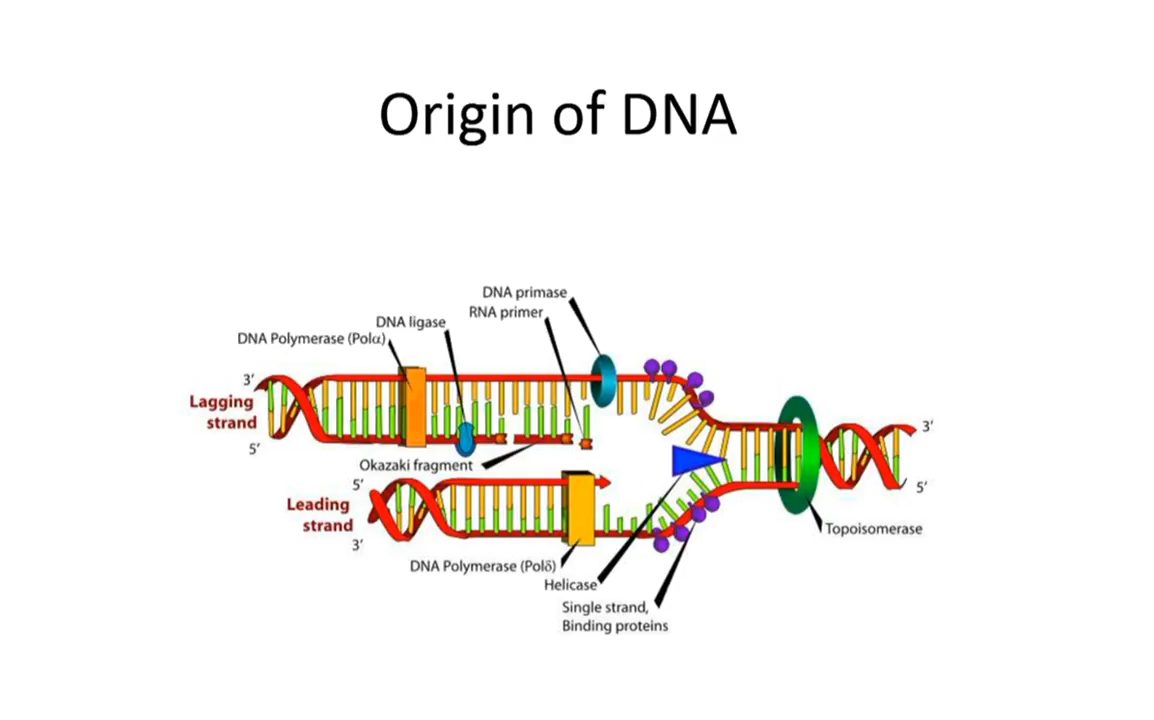 Origin of DNA
DNA primase
RNA primer
DNA ligase
DNA Polymerase (Polα)
3’
Lagging
strand
5’
Okazaki fragment
5’
Leading
strand
3’
DNA Polymerase (Polδ)
Helicase
Single strand,
Binding proteins
3’
5’
Topoisomerase